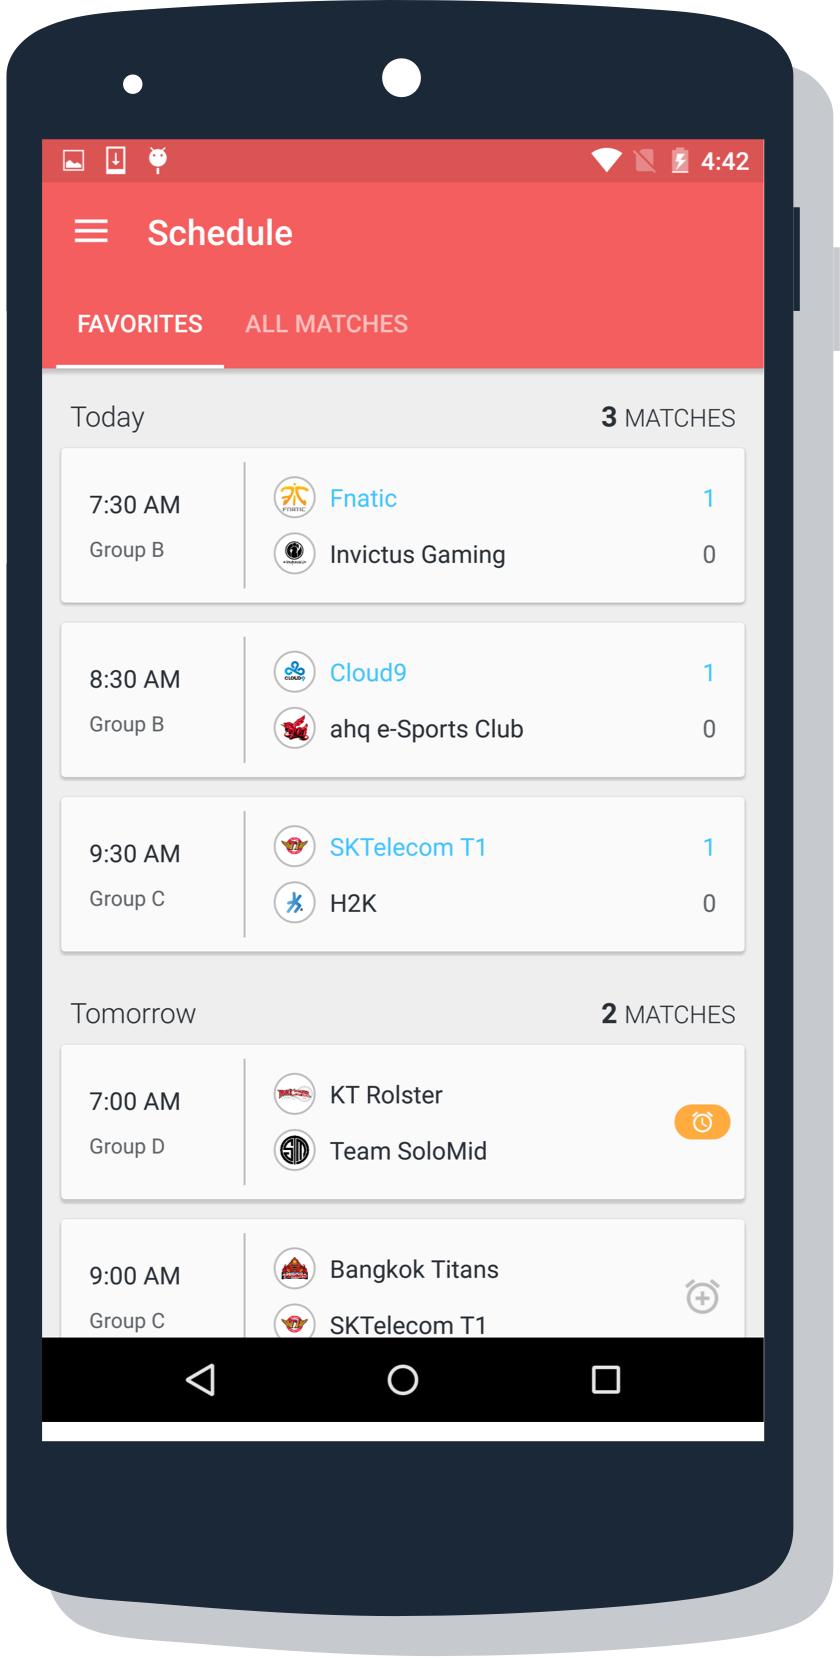 4:42
Schedule
FAVORITES ALL MATCHES
Today 3 MATCHES
7:30 AM
Group B
FNATIC
Fnatic 1
Invictus Gaming 0
8:30 AM
Group B
CLOUD9
Cloud9 1
ahq e-Sports Club 0
9:30 AM
Group C
SKTelecom T1 1
H2K 0
Tomorrow 2 MATCHES
7:00 AM
Group D
KT Rolster
Team SoloMid
9:00 AM
Group C
Bangkok Titans
SKTelecom T1